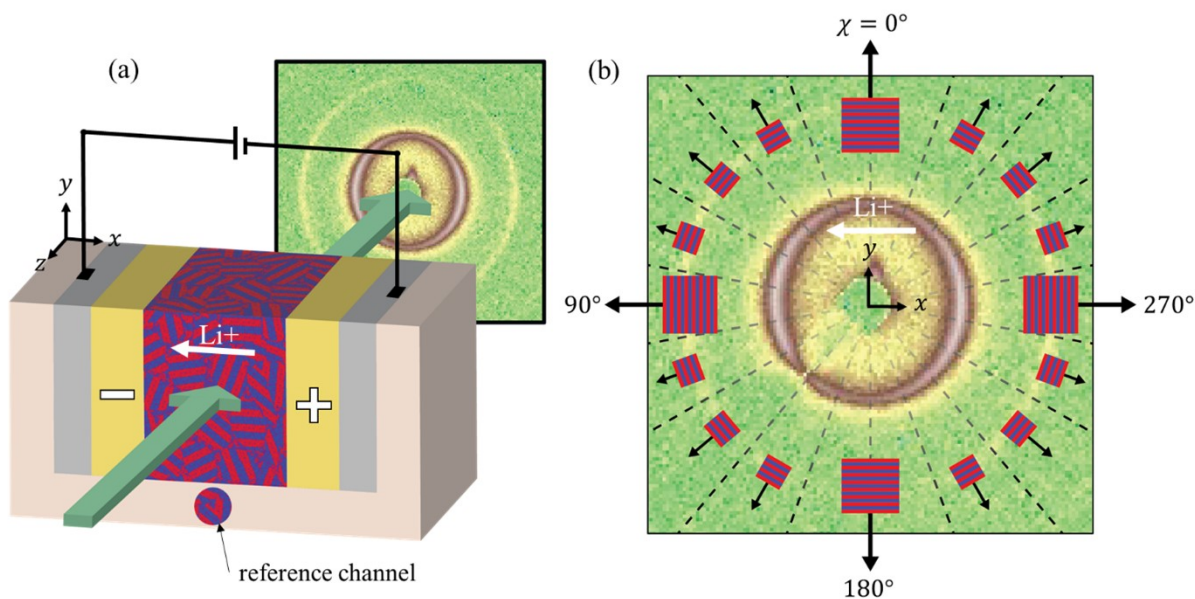 (a)
y
x
z
Li+
−
+
reference channel
(b)
χ = 0°
Li+
y
x
90°
270°
180°